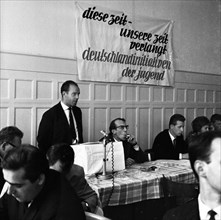 diese zeit-
unsere zeit
verlangt
deutschlandinitiativen
der jugend